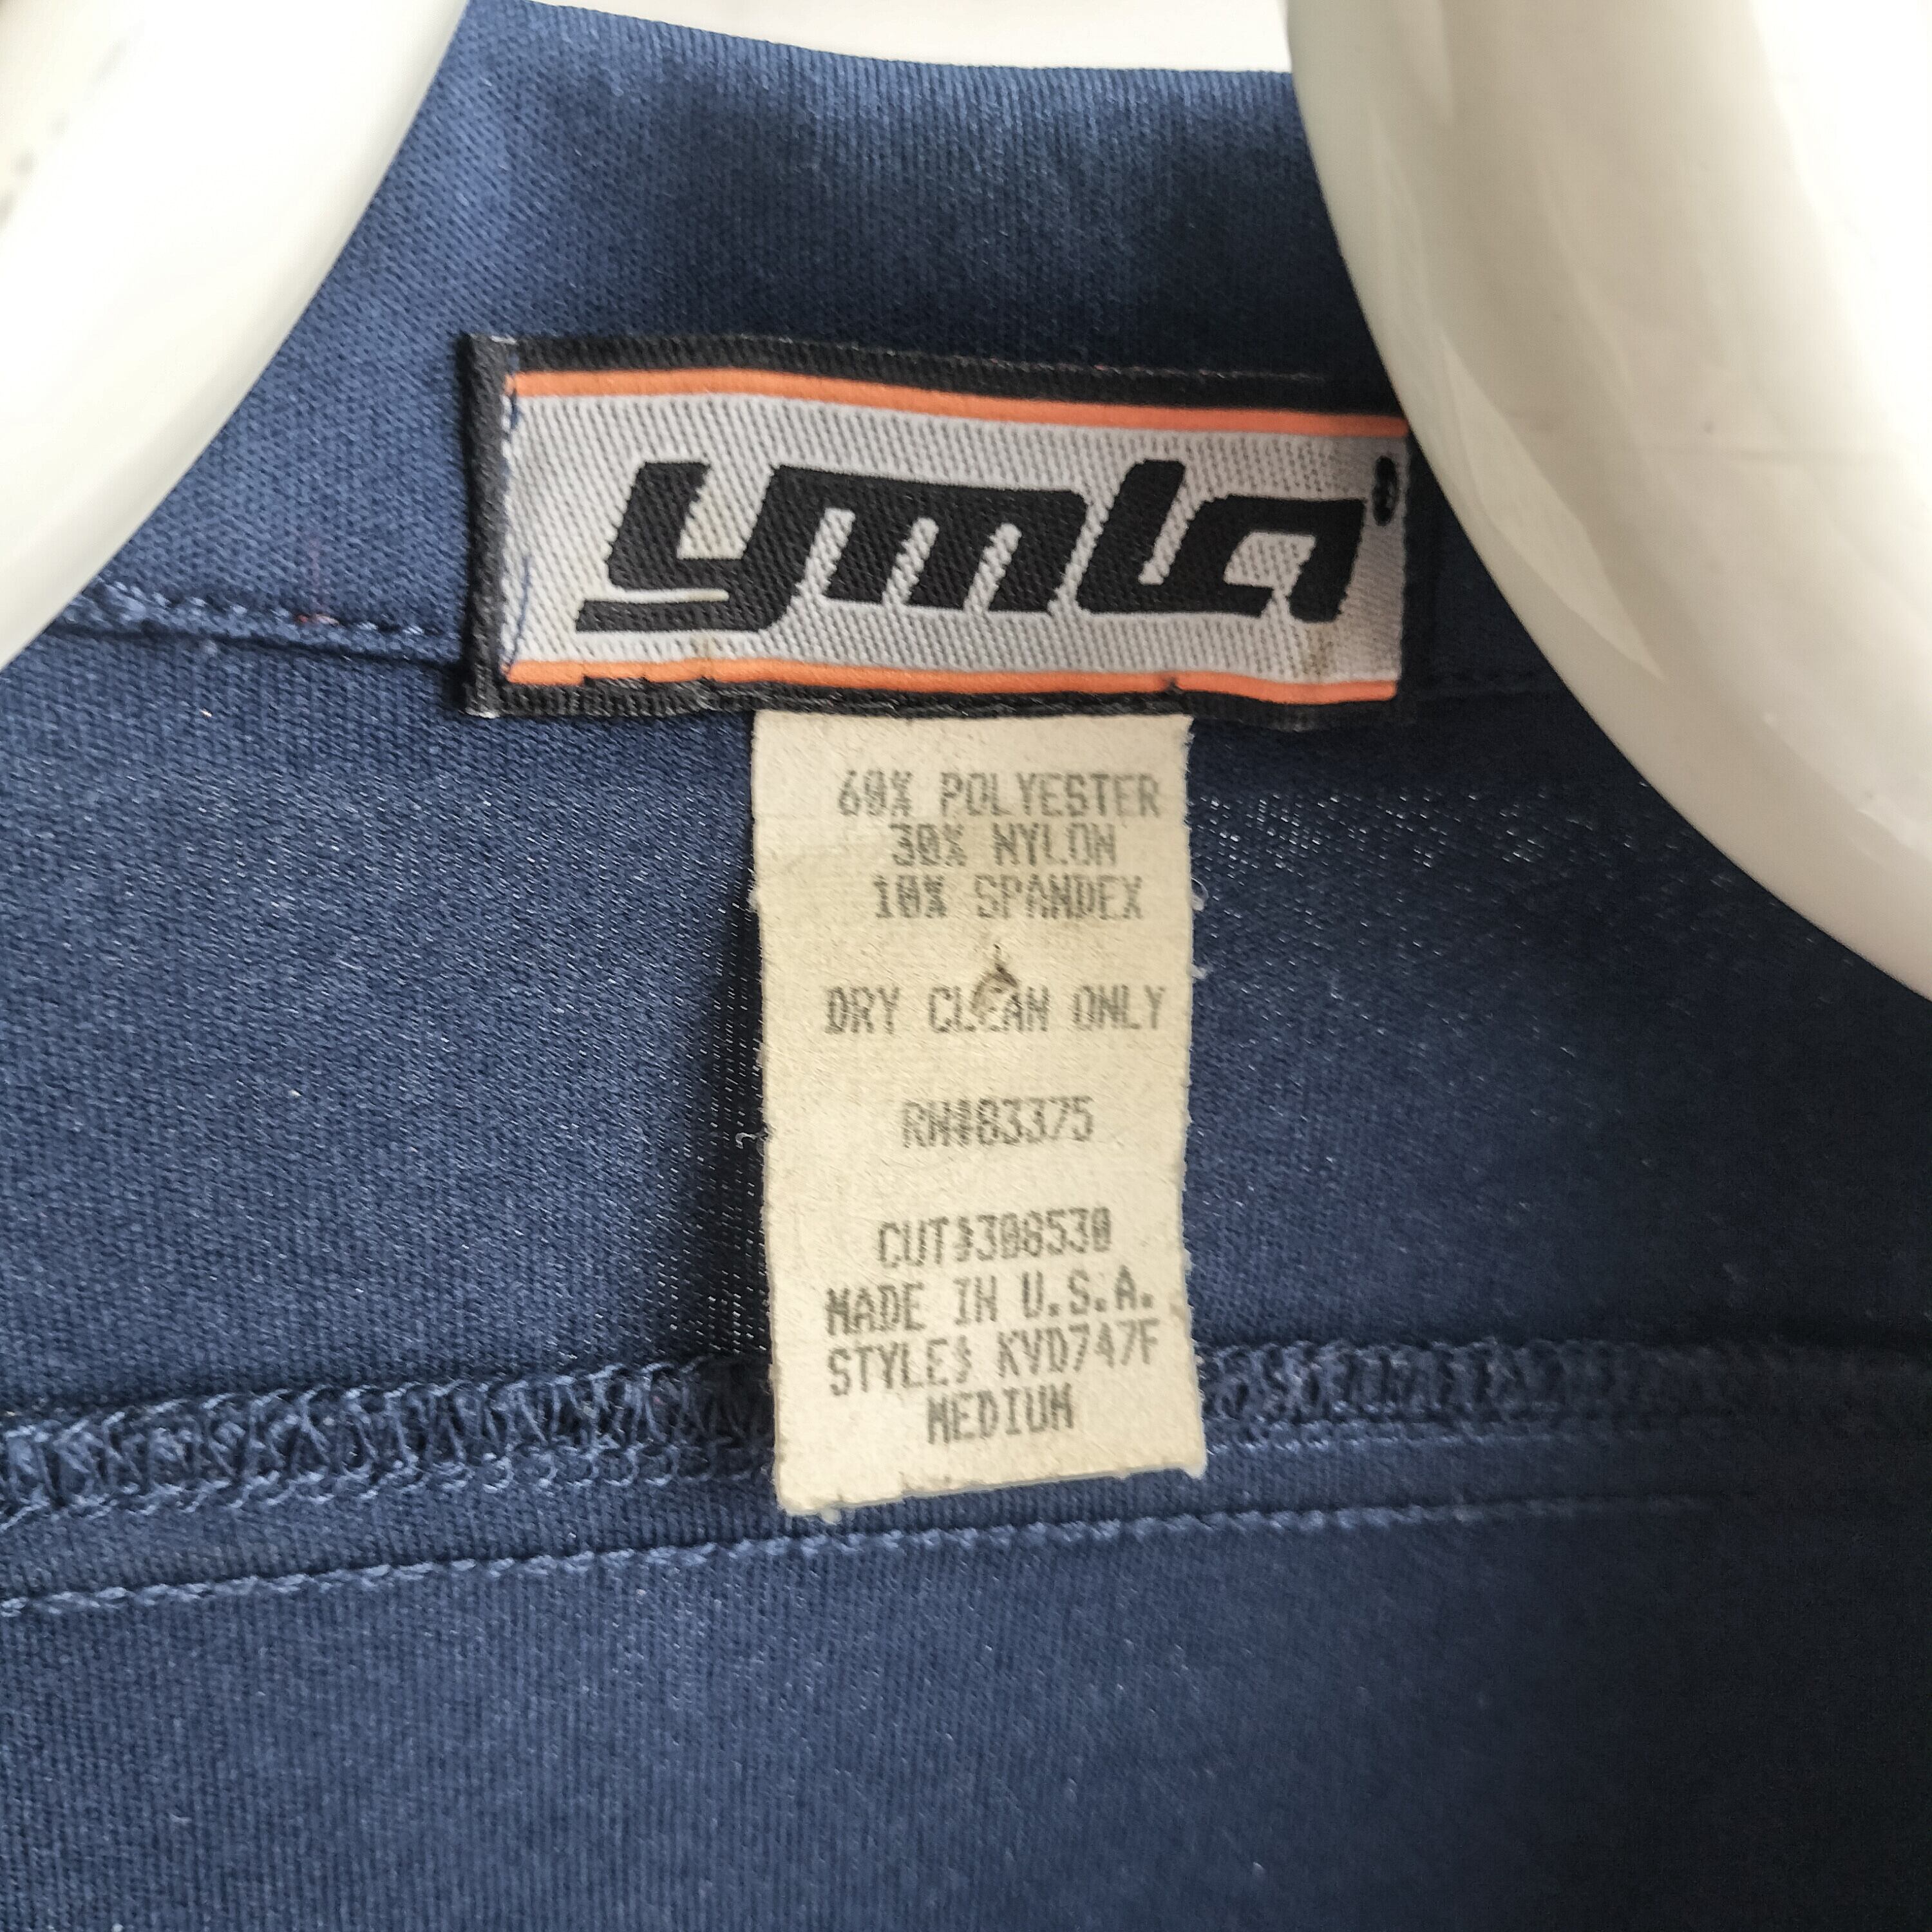 ymla
60% POLYESTER
30% NYLON
10% SPANDEX
DRY CLEAN ONLY
RN#83375
CUT#308530
MADE IN U.S.A.
STYLE# KVD747F
MEDIUM